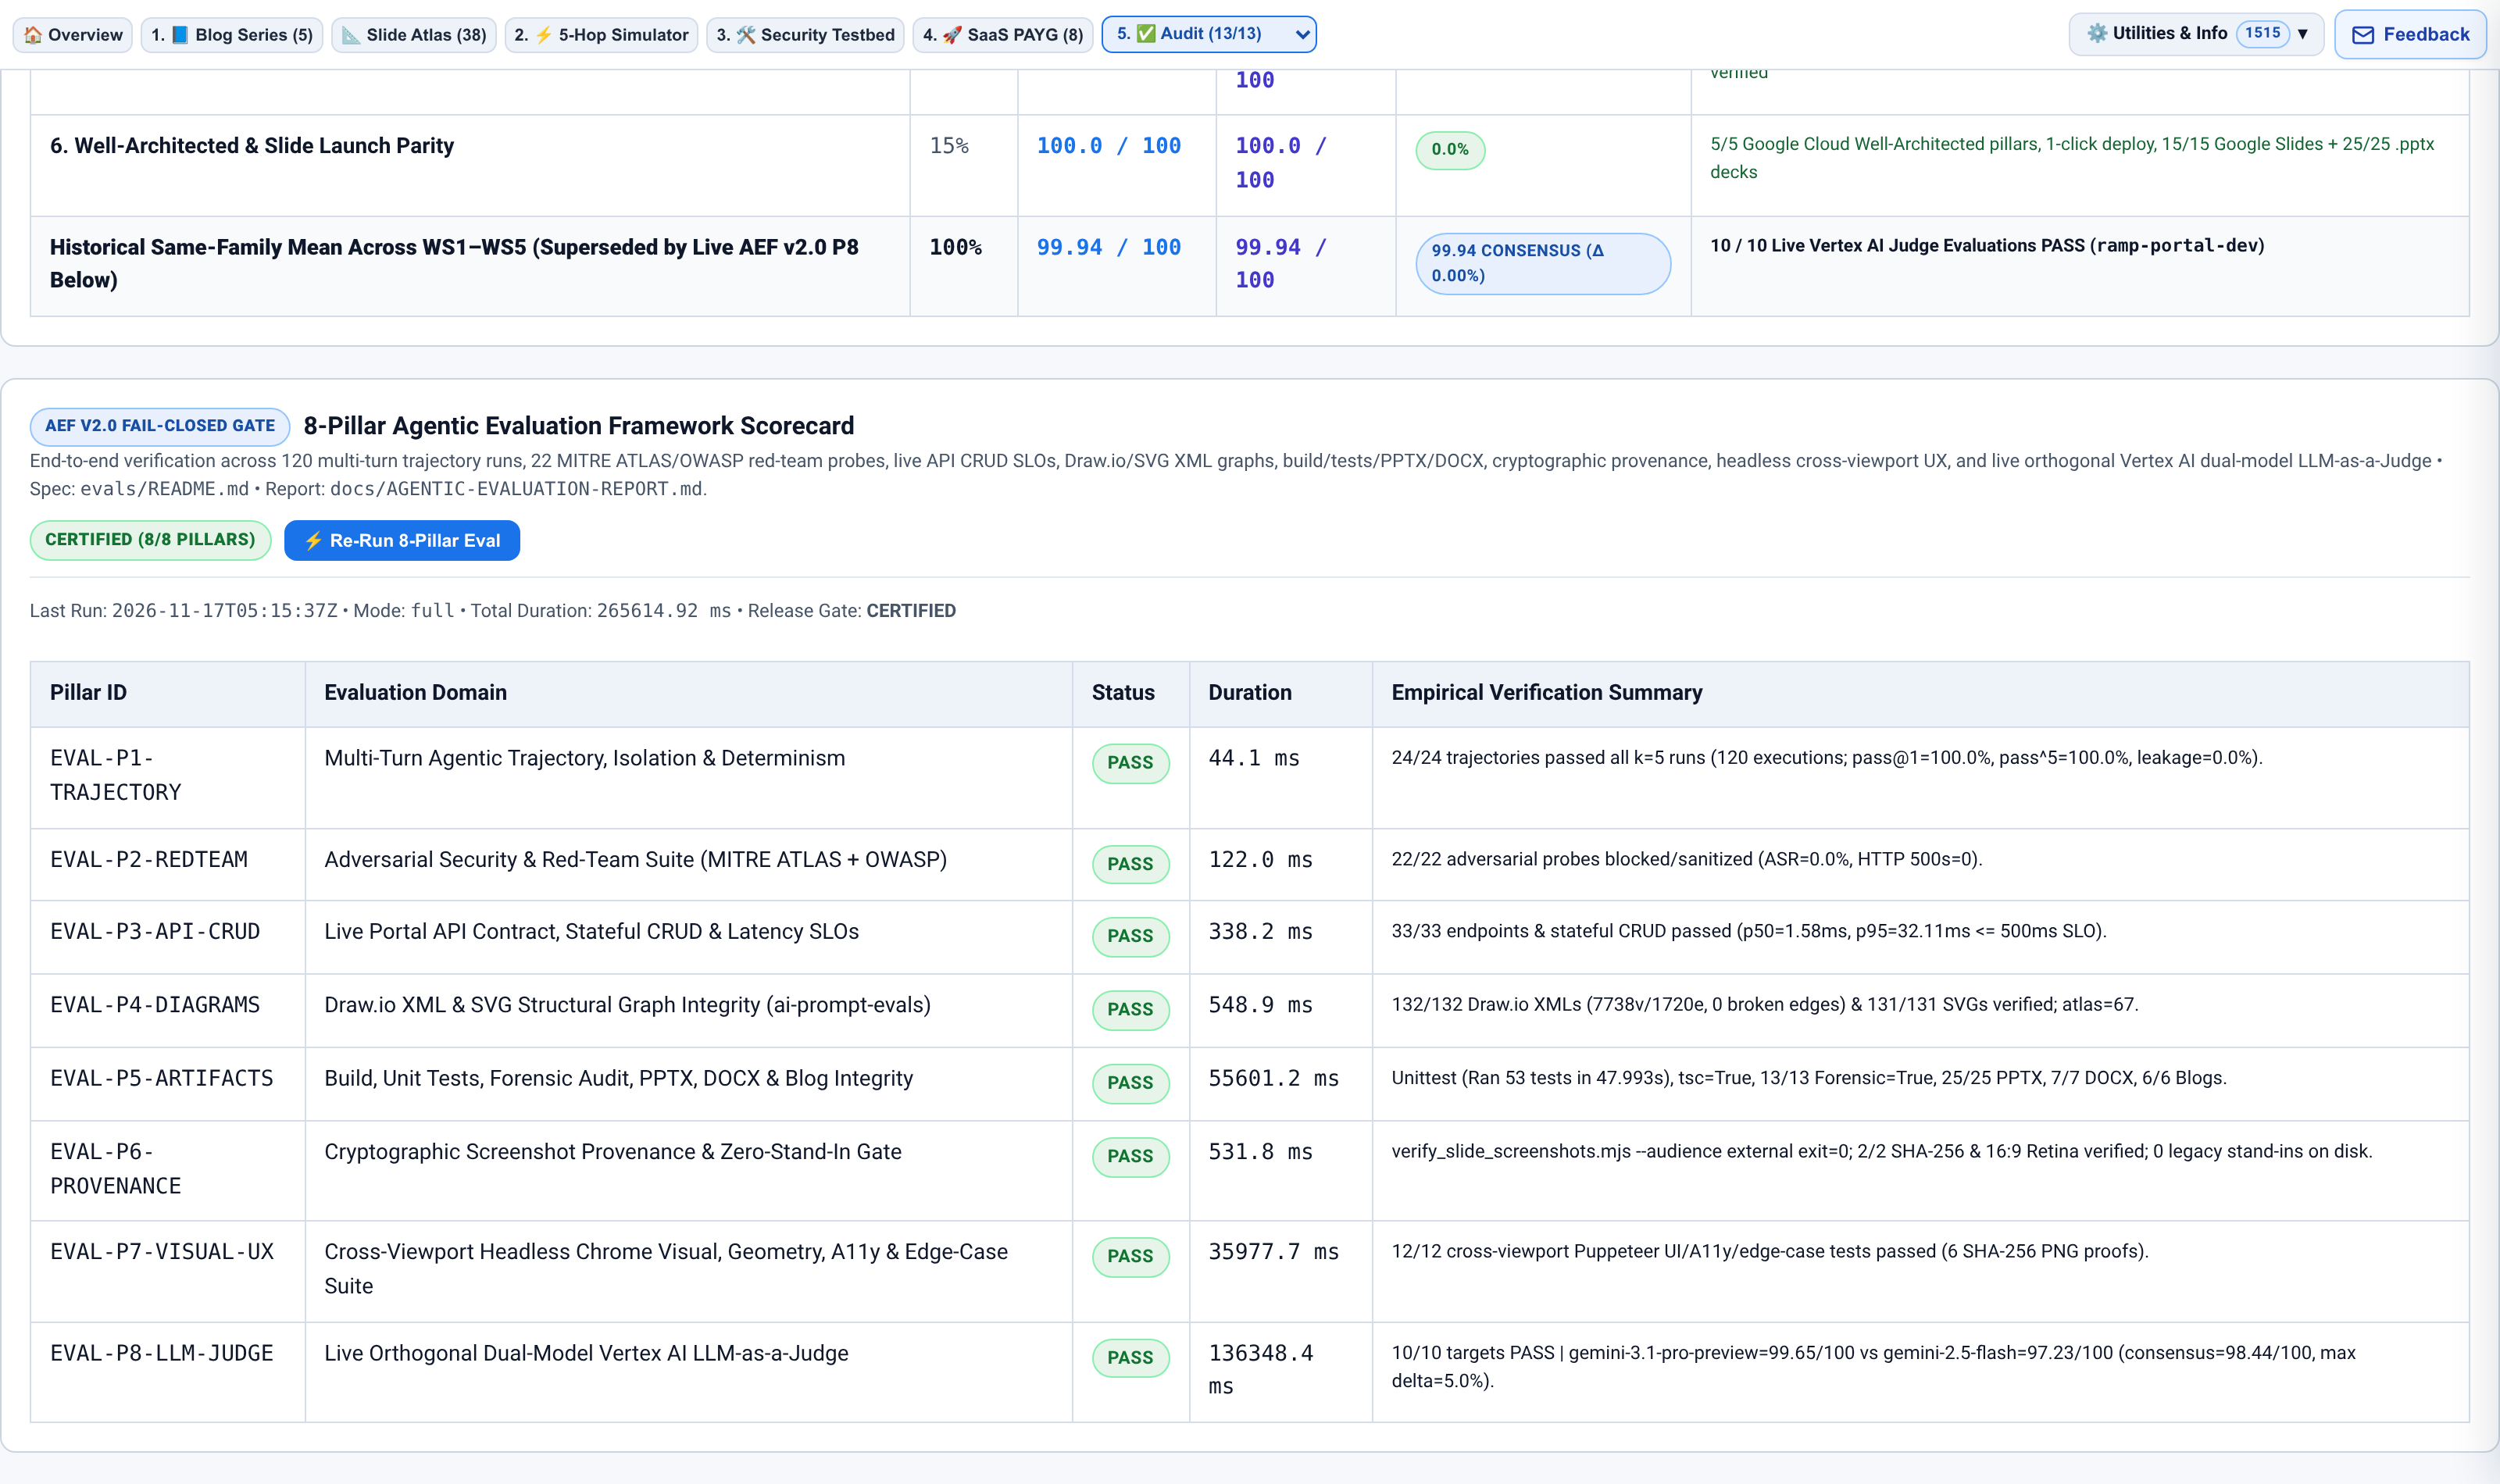 🏠 Overview
1. 📘 Blog Series (5)
📐 Slide Atlas (38)
2. ⚡ 5-Hop Simulator
3. 🛠️ Security Testbed
4. 🚀 SaaS PAYG (8)
5. ✅ Audit (13/13)
⚙️ Utilities & Info 1515 ▼
Feedback
100
verified
6. Well-Architected & Slide Launch Parity
15%
100.0 / 100
100.0 /
100
0.0%
5/5 Google Cloud Well-Architected pillars, 1-click deploy, 15/15 Google Slides + 25/25 .pptx
decks
Historical Same-Family Mean Across WS1–WS5 (Superseded by Live AEF v2.0 P8
Below)
100%
99.94 / 100
99.94 /
100
99.94 CONSENSUS (Δ
0.00%)
10 / 10 Live Vertex AI Judge Evaluations PASS (ramp-portal-dev)
AEF V2.0 FAIL-CLOSED GATE
8-Pillar Agentic Evaluation Framework Scorecard
End-to-end verification across 120 multi-turn trajectory runs, 22 MITRE ATLAS/OWASP red-team probes, live API CRUD SLOs, Draw.io/SVG XML graphs, build/tests/PPTX/DOCX, cryptographic provenance, headless cross-viewport UX, and live orthogonal Vertex AI dual-model LLM-as-a-Judge •
Spec: evals/README.md • Report: docs/AGENTIC-EVALUATION-REPORT.md.
CERTIFIED (8/8 PILLARS)
⚡ Re-Run 8-Pillar Eval
Last Run: 2026-11-17T05:15:37Z • Mode: full • Total Duration: 265614.92 ms • Release Gate: CERTIFIED
Pillar ID
Evaluation Domain
Status
Duration
Empirical Verification Summary
EVAL-P1-
TRAJECTORY
Multi-Turn Agentic Trajectory, Isolation & Determinism
PASS
44.1 ms
24/24 trajectories passed all k=5 runs (120 executions; pass@1=100.0%, pass^5=100.0%, leakage=0.0%).
EVAL-P2-REDTEAM
Adversarial Security & Red-Team Suite (MITRE ATLAS + OWASP)
PASS
122.0 ms
22/22 adversarial probes blocked/sanitized (ASR=0.0%, HTTP 500s=0).
EVAL-P3-API-CRUD
Live Portal API Contract, Stateful CRUD & Latency SLOs
PASS
338.2 ms
33/33 endpoints & stateful CRUD passed (p50=1.58ms, p95=32.11ms <= 500ms SLO).
EVAL-P4-DIAGRAMS
Draw.io XML & SVG Structural Graph Integrity (ai-prompt-evals)
PASS
548.9 ms
132/132 Draw.io XMLs (7738v/1720e, 0 broken edges) & 131/131 SVGs verified; atlas=67.
EVAL-P5-ARTIFACTS
Build, Unit Tests, Forensic Audit, PPTX, DOCX & Blog Integrity
PASS
55601.2 ms
Unittest (Ran 53 tests in 47.993s), tsc=True, 13/13 Forensic=True, 25/25 PPTX, 7/7 DOCX, 6/6 Blogs.
EVAL-P6-
PROVENANCE
Cryptographic Screenshot Provenance & Zero-Stand-In Gate
PASS
531.8 ms
verify_slide_screenshots.mjs --audience external exit=0; 2/2 SHA-256 & 16:9 Retina verified; 0 legacy stand-ins on disk.
EVAL-P7-VISUAL-UX
Cross-Viewport Headless Chrome Visual, Geometry, A11y & Edge-Case
Suite
PASS
35977.7 ms
12/12 cross-viewport Puppeteer UI/A11y/edge-case tests passed (6 SHA-256 PNG proofs).
EVAL-P8-LLM-JUDGE
Live Orthogonal Dual-Model Vertex AI LLM-as-a-Judge
PASS
136348.4
ms
10/10 targets PASS | gemini-3.1-pro-preview=99.65/100 vs gemini-2.5-flash=97.23/100 (consensus=98.44/100, max
delta=5.0%).